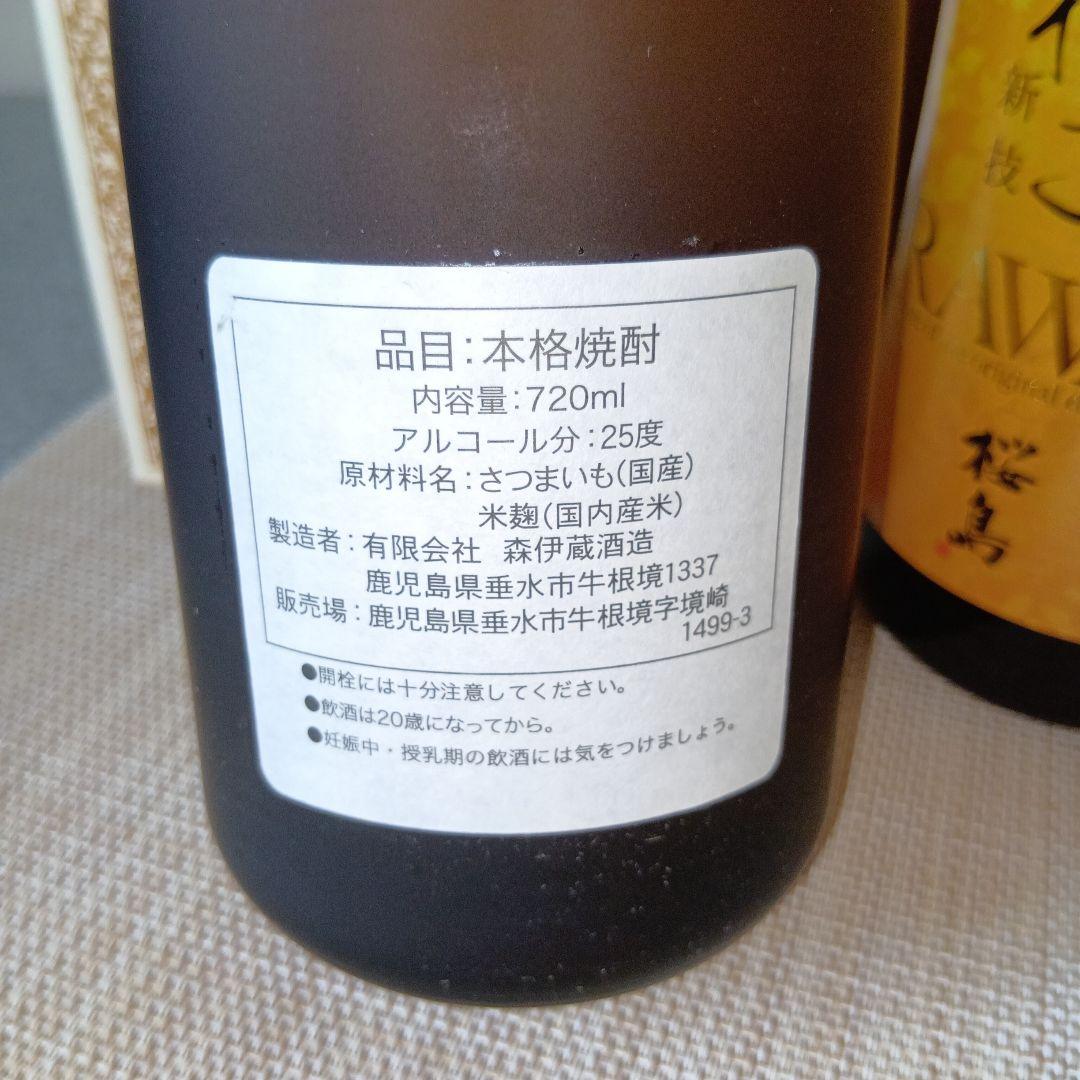 品目：本格焼酎
内容量：720ml
アルコール分：25度
原材料名：さつまいも(国産)
米麹(国内産米)
製造者：有限会社 森伊蔵酒造
鹿児島県垂水市牛根境1337
販売場：鹿児島県垂水市牛根境字境崎
1499-3
●開栓には十分注意してください。
●飲酒は20歳になってから。
●妊娠中・授乳期の飲酒には気をつけましょう。
新技
RAW
original
桜島